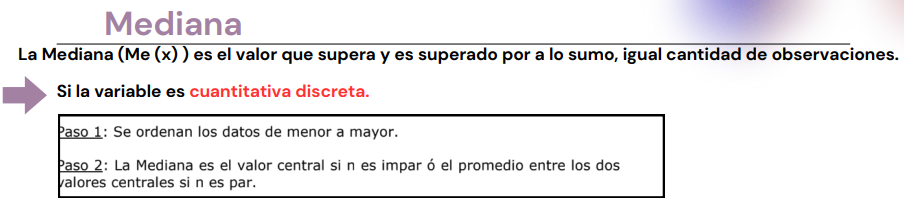 Mediana
La Mediana (Me (x) ) es el valor que supera y es superado por a lo sumo, igual cantidad de observaciones.
Si la variable es cuantitativa discreta.
Paso 1: Se ordenan los datos de menor a mayor.
Paso 2: La Mediana es el valor central si n es impar ó el promedio entre los dos
valores centrales si n es par.